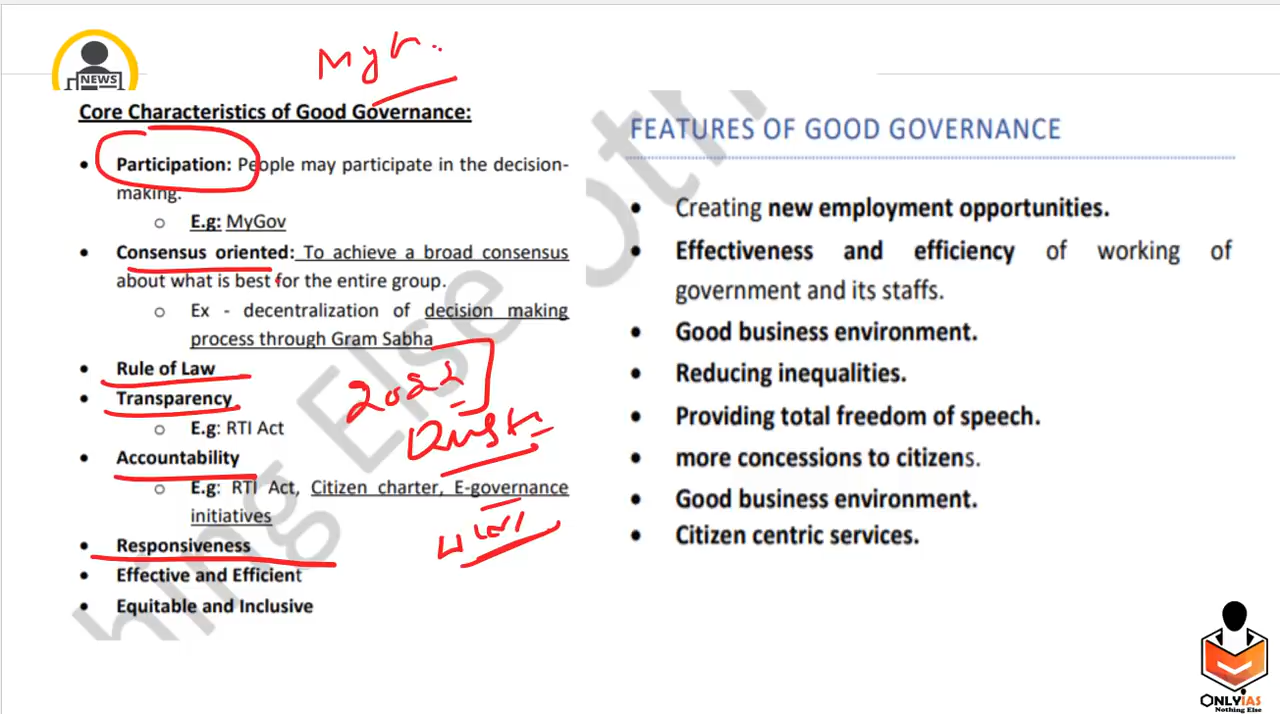 NEWS
Core Characteristics of Good Governance:
• Participation: People may participate in the decision-
making.
o E.g: MyGov
• Consensus oriented: To achieve a broad consensus
about what is best for the entire group.
o Ex - decentralization of decision making
process through Gram Sabha
• Rule of Law
• Transparency
o E.g: RTI Act
• Accountability
o E.g: RTI Act, Citizen charter, E-governance
initiatives
• Responsiveness
• Effective and Efficient
• Equitable and Inclusive
FEATURES OF GOOD GOVERNANCE
• Creating new employment opportunities.
• Effectiveness and efficiency of working of
government and its staffs.
• Good business environment.
• Reducing inequalities.
• Providing total freedom of speech.
• more concessions to citizens.
• Good business environment.
• Citizen centric services.
ONLYIAS
Nothing Else